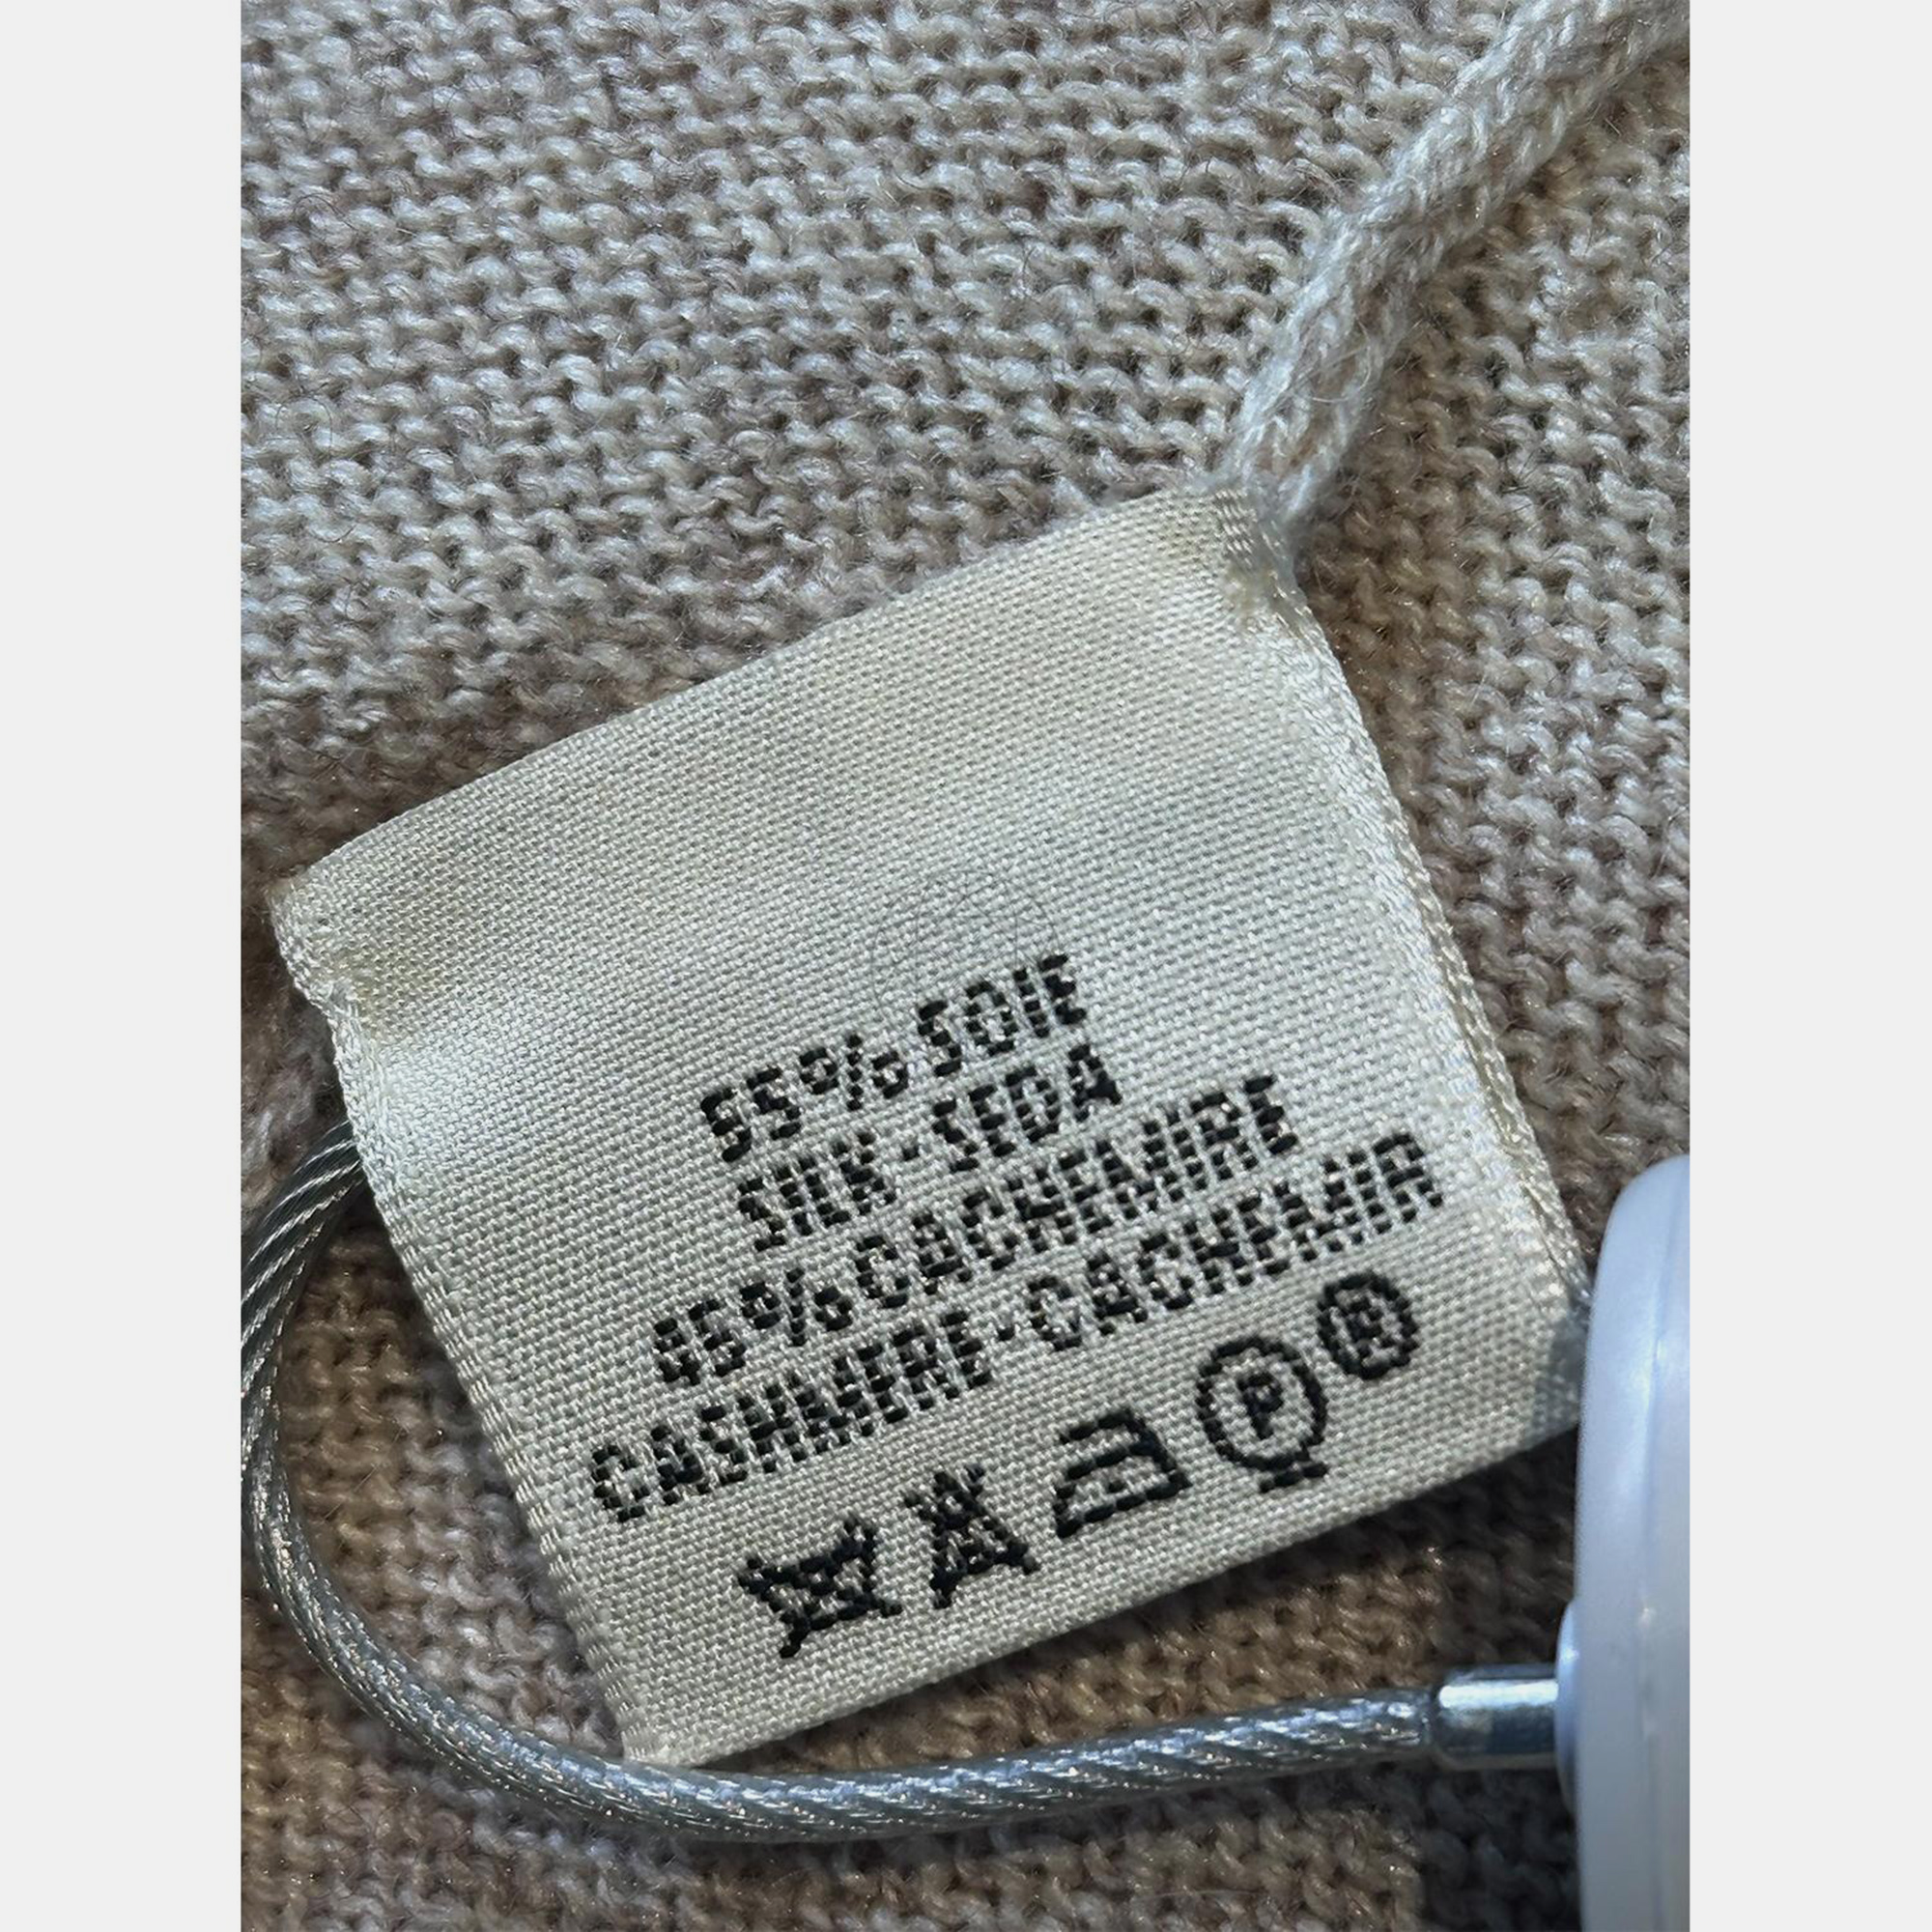 55% SOIE
SILK-SEDA
45% CACHEMIRE
CASHMERE-CACHEMIR
P ®